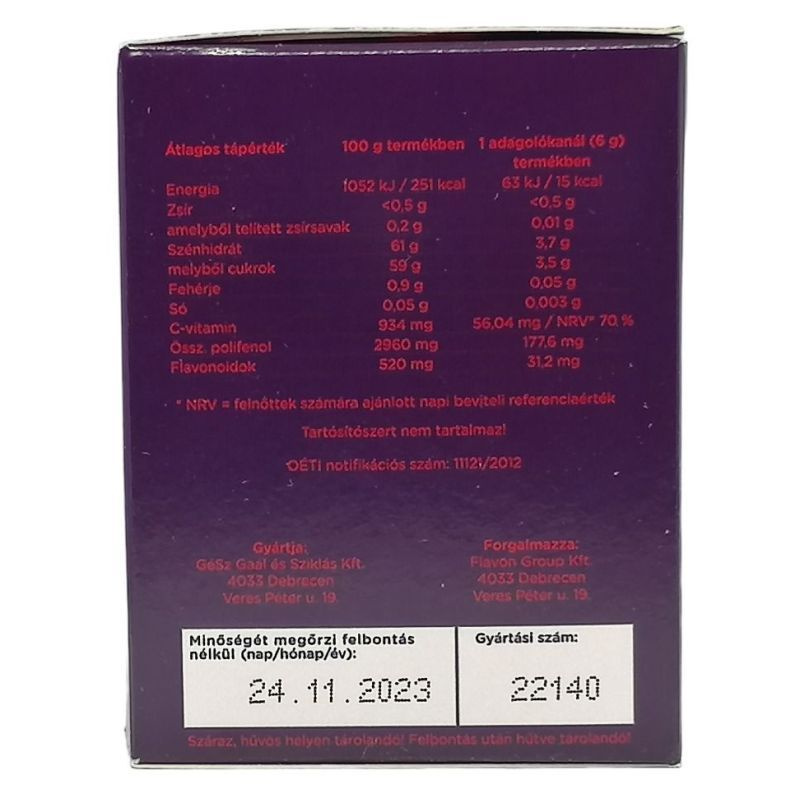 Átlagos tápérték 100 g termékben 1 adagolókanál (6 g)
termékben
Energia 1052 kJ / 251 kcal 63 kJ / 15 kcal
Zsír <0,5 g <0,5 g
amelyből telített zsírsavak 0,2 g 0,01 g
Szénhidrát 61 g 3,7 g
melyből cukrok 59 g 3,5 g
Fehérje 0,9 g 0,05 g
Só 0,05 g 0,003 g
C-vitamin 934 mg 56,04 mg / NRV* 70 %
Össz. polifenol 2960 mg 177,6 mg
Flavonoidok 520 mg 31,2 mg
* NRV = felnőttek számára ajánlott napi beviteli referenciaérték
Tartósítószert nem tartalmaz!
OÉTI notifikációs szám: 11121/2012
Gyártja: Forgalmazza:
GéSz Gaál és Sziklás Kft. Flavon Group Kft.
4033 Debrecen 4033 Debrecen
Veres Péter u. 19. Veres Péter u. 19.
Minőségét megőrzi felbontás Gyártási szám:
nélkül (nap/hónap/év):
24.11.2023 22140
Száraz, hűvös helyen tárolandó! Felbontás után hűtve tárolandó!